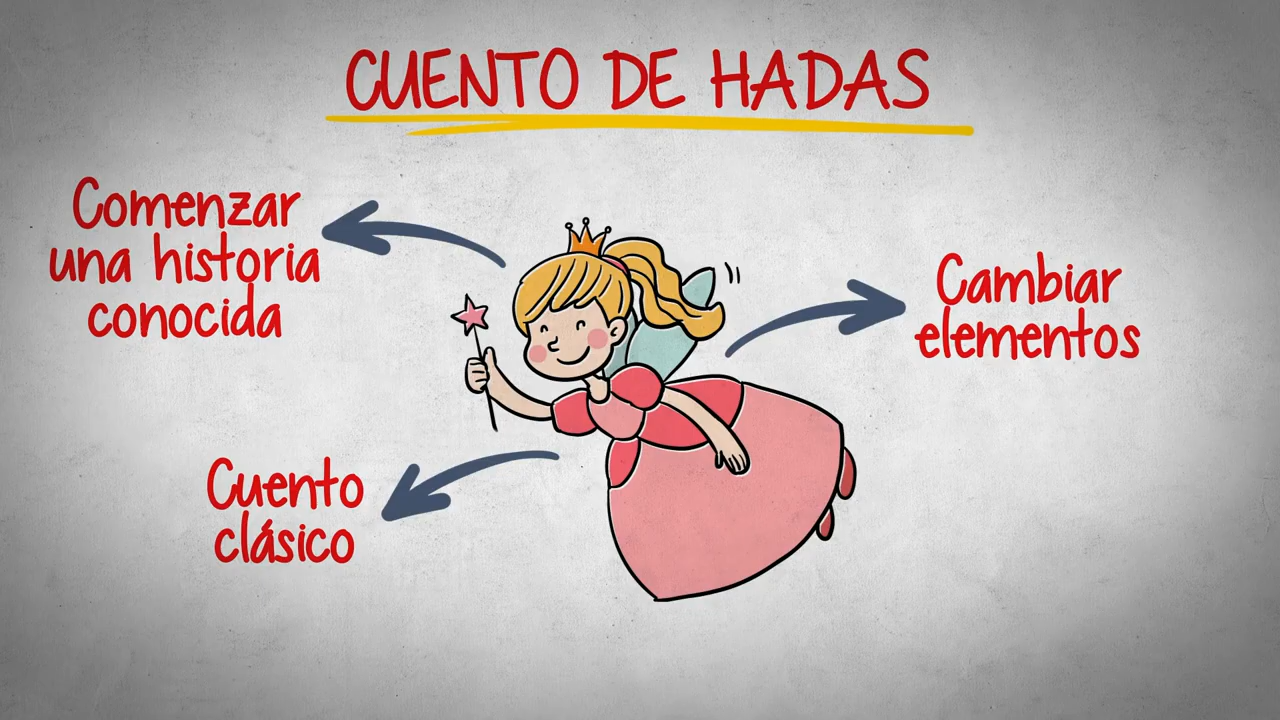 CUENTO DE HADAS
Comenzar
una historia
conocida
Cambiar
elementos
Cuento
clásico